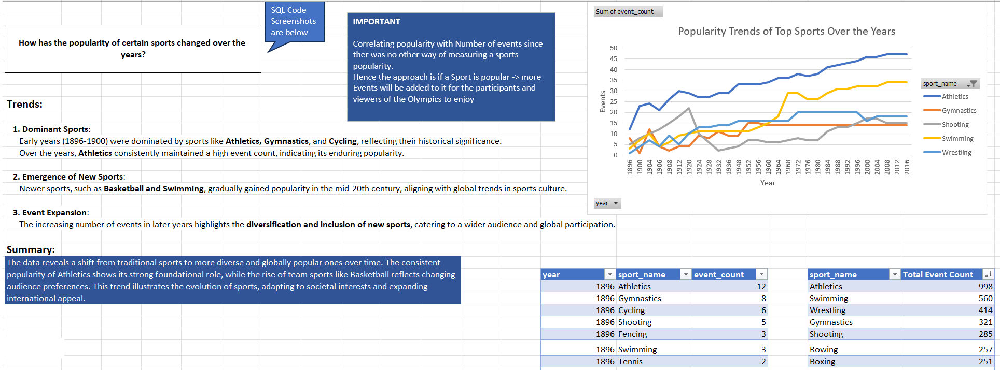 SQL Code
Screenshots
are below
How has the popularity of certain sports changed over the
years?
IMPORTANT
Correlating popularity with Number of events since
ther was no other way of measuring a sports
popularity.
Hence the approach is if a Sport is popular -> more
Events will be added to it for the participants and
viewers of the Olympics to enjoy
Trends:
1. Dominant Sports:
Early years (1896-1900) were dominated by sports like Athletics, Gymnastics, and Cycling, reflecting their historical significance.
Over the years, Athletics consistently maintained a high event count, indicating its enduring popularity.
2. Emergence of New Sports:
Newer sports, such as Basketball and Swimming, gradually gained popularity in the mid-20th century, aligning with global trends in sports culture.
3. Event Expansion:
The increasing number of events in later years highlights the diversification and inclusion of new sports, catering to a wider audience and global participation.
Summary:
The data reveals a shift from traditional sports to more diverse and globally popular ones over time. The consistent
popularity of Athletics shows its strong foundational role, while the rise of team sports like Basketball reflects changing
audience preferences. This trend illustrates the evolution of sports, adapting to societal interests and expanding
international appeal.
Sum of event_count
Popularity Trends of Top Sports Over the Years
50
45
40
35
30
25
20
15
10
5
0
Events
1896 1900 1904 1906 1908 1912 1920 1924 1928 1932 1936 1948 1952 1956 1960 1964 1968 1972 1976 1980 1984 1988 1992 1996 2000 2004 2008 2012 2016
Year
sport_name
Athletics
Gymnastics
Shooting
Swimming
Wrestling
year
year sport_name event_count
1896 Athletics 12
1896 Gymnastics 8
1896 Cycling 6
1896 Shooting 5
1896 Fencing 3
1896 Swimming 3
1896 Tennis 2
sport_name Total Event Count
Athletics 998
Swimming 560
Wrestling 414
Gymnastics 321
Shooting 285
Rowing 257
Boxing 251